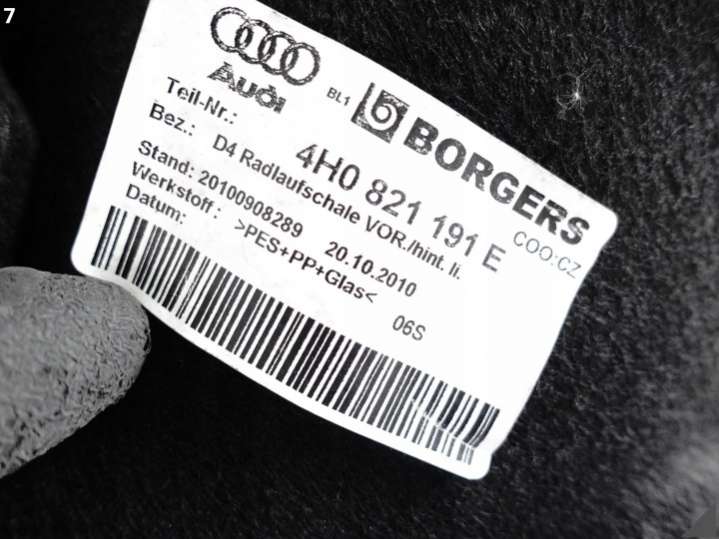 7
Audi
BL1 BORGERS
COO:CZ
Teil-Nr.: 4H0 821 191 E
Bez.: D4 Radlaufschale VOR./hint. li.
Stand: 20100908289 20.10.2010
Werkstoff: >PES+PP+Glas<
Datum: 06S